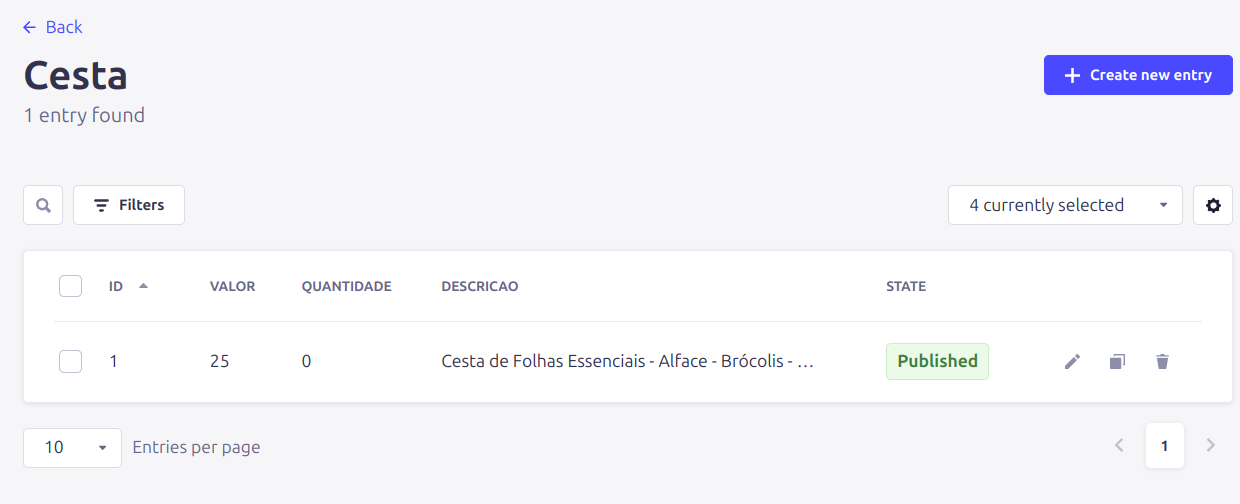 Back
Cesta
Create new entry
1 entry found
Filters
4 currently selected
ID VALOR QUANTIDADE DESCRICAO STATE
1 25 0 Cesta de Folhas Essenciais - Alface - Brócolis - … Published
10 Entries per page 1